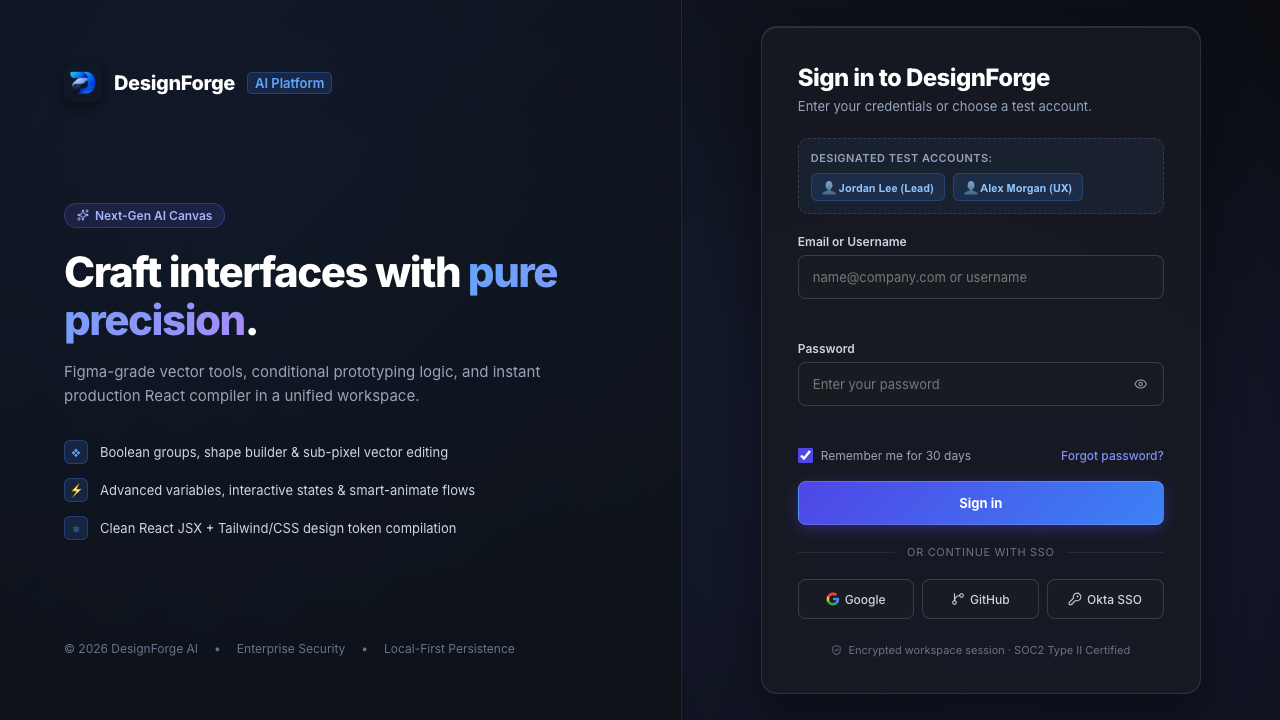 DesignForge AI Platform
Next-Gen AI Canvas
Craft interfaces with pure
precision.
Figma-grade vector tools, conditional prototyping logic, and instant
production React compiler in a unified workspace.
Boolean groups, shape builder & sub-pixel vector editing
Advanced variables, interactive states & smart-animate flows
Clean React JSX + Tailwind/CSS design token compilation
© 2026 DesignForge AI • Enterprise Security • Local-First Persistence
Sign in to DesignForge
Enter your credentials or choose a test account.
DESIGNATED TEST ACCOUNTS:
Jordan Lee (Lead) Alex Morgan (UX)
Email or Username
name@company.com or username
Password
Enter your password
Remember me for 30 days Forgot password?
Sign in
OR CONTINUE WITH SSO
Google GitHub Okta SSO
Encrypted workspace session · SOC2 Type II Certified